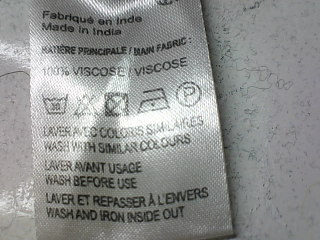 Fabriqué en Inde
Made in India
MATIÈRE PRINCIPALE / MAIN FABRIC :
100% VISCOSE / VISCOSE
P
LAVER AVEC COLORIS SIMILAIRES
WASH WITH SIMILAR COLOURS
LAVER AVANT USAGE
WASH BEFORE USE
LAVER ET REPASSER À L'ENVERS
WASH AND IRON INSIDE OUT